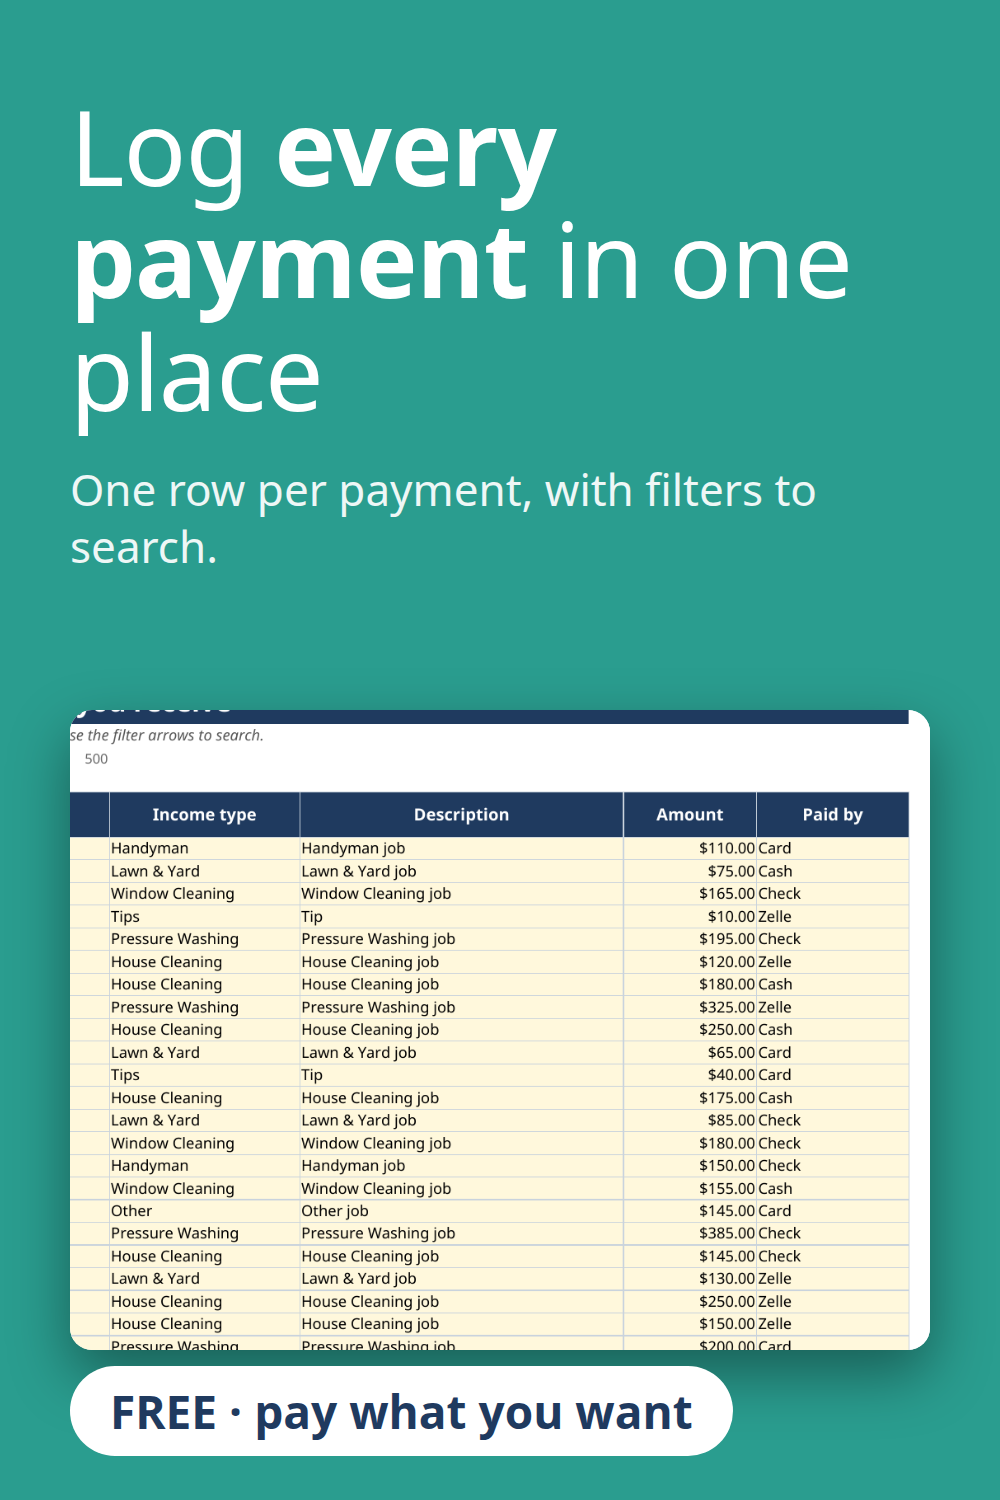 Log every
payment in one
place
One row per payment, with filters to
search.
you receive
se the filter arrows to search.
500
Income type Description Amount Paid by
Handyman Handyman job $110.00 Card
Lawn & Yard Lawn & Yard job $75.00 Cash
Window Cleaning Window Cleaning job $165.00 Check
Tips Tip $10.00 Zelle
Pressure Washing Pressure Washing job $195.00 Check
House Cleaning House Cleaning job $120.00 Zelle
House Cleaning House Cleaning job $180.00 Cash
Pressure Washing Pressure Washing job $325.00 Zelle
House Cleaning House Cleaning job $250.00 Cash
Lawn & Yard Lawn & Yard job $65.00 Card
Tips Tip $40.00 Card
House Cleaning House Cleaning job $175.00 Cash
Lawn & Yard Lawn & Yard job $85.00 Check
Window Cleaning Window Cleaning job $180.00 Check
Handyman Handyman job $150.00 Check
Window Cleaning Window Cleaning job $155.00 Cash
Other Other job $145.00 Card
Pressure Washing Pressure Washing job $385.00 Check
House Cleaning House Cleaning job $145.00 Check
Lawn & Yard Lawn & Yard job $130.00 Zelle
House Cleaning House Cleaning job $250.00 Zelle
House Cleaning House Cleaning job $150.00 Zelle
Pressure Washing Pressure Washing job $200.00 Card
FREE · pay what you want